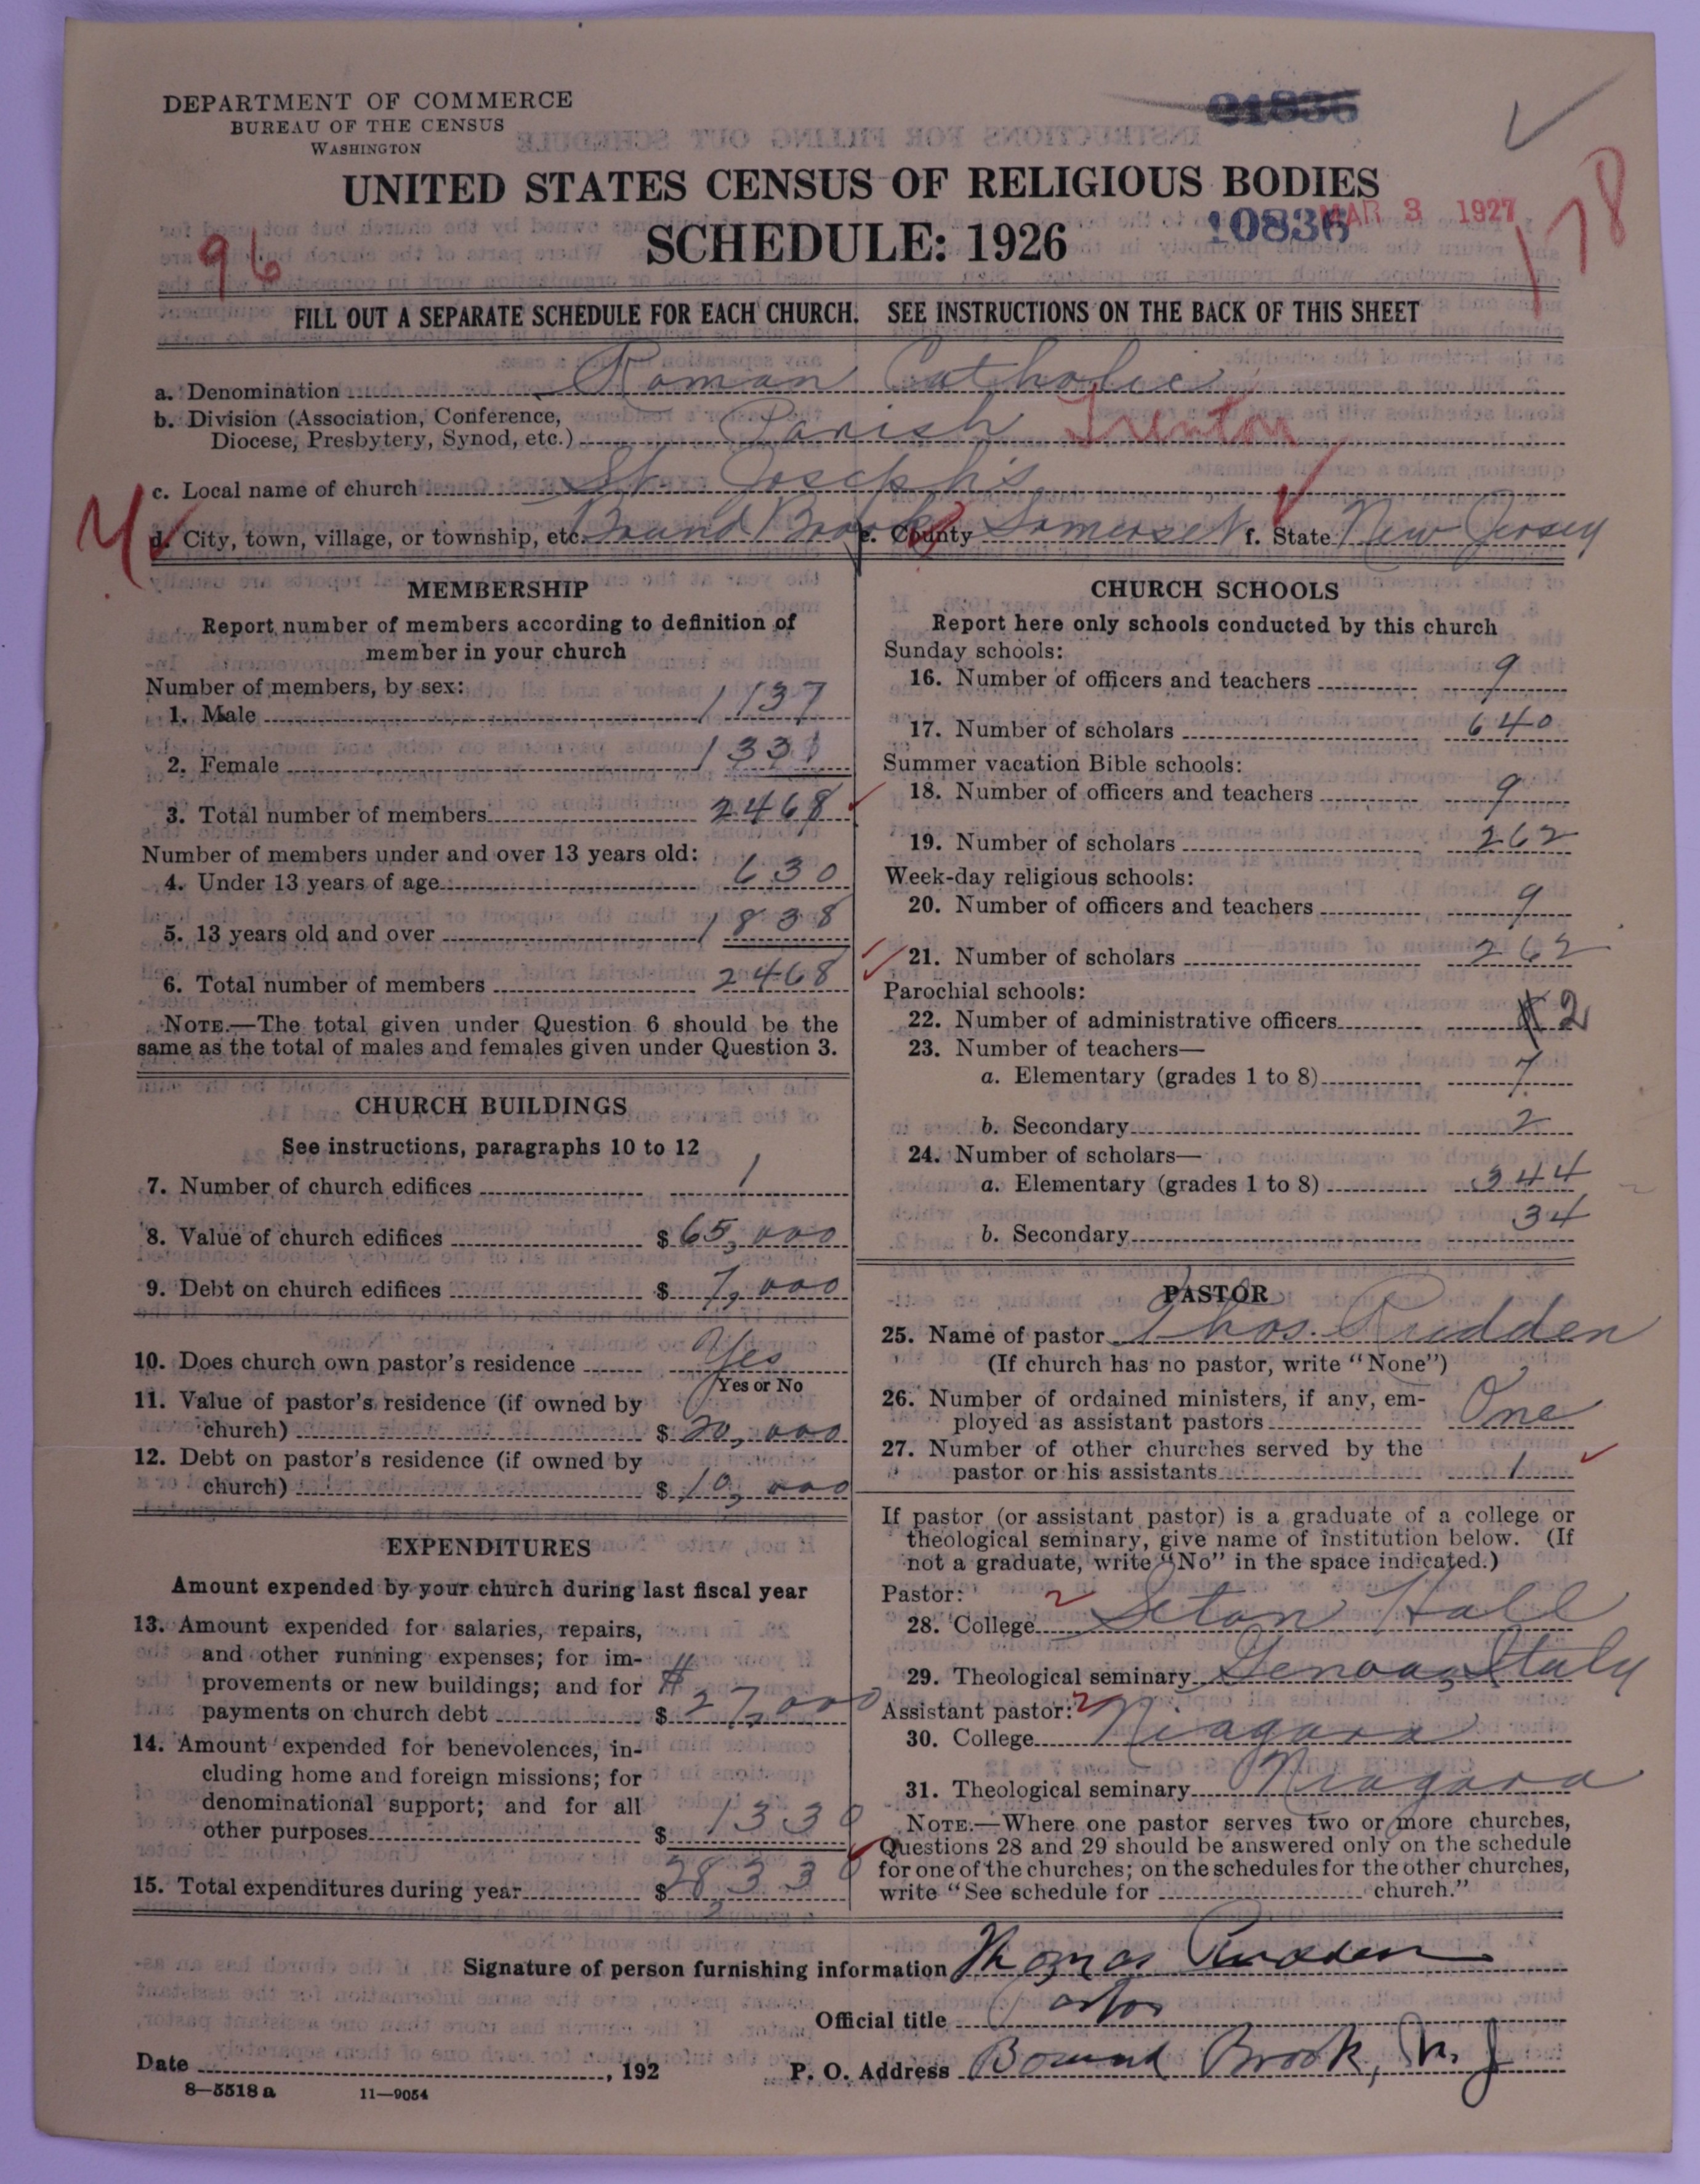 DEPARTMENT OF COMMERCE
BUREAU OF THE CENSUS
WASHINGTON
91836
UNITED STATES CENSUS OF RELIGIOUS BODIES
SCHEDULE: 1926
10836
MAR 3 1927
178
96
FILL OUT A SEPARATE SCHEDULE FOR EACH CHURCH. SEE INSTRUCTIONS ON THE BACK OF THIS SHEET
a. Denomination Roman Catholic
b. Division (Association, Conference,
Diocese, Presbytery, Synod, etc.) Parish Trenton
c. Local name of church St. Joseph's
d. City, town, village, or township, etc. Bound Brook e. County Somerset f. State New Jersey
MEMBERSHIP
Report number of members according to definition of
member in your church
Number of members, by sex:
1. Male 1137
2. Female 1331
3. Total number of members 2468
Number of members under and over 13 years old:
4. Under 13 years of age 630
5. 13 years old and over 1838
6. Total number of members 2468
NOTE.—The total given under Question 6 should be the
same as the total of males and females given under Question 3.
CHURCH BUILDINGS
See instructions, paragraphs 10 to 12
7. Number of church edifices 1
8. Value of church edifices $ 65,000
9. Debt on church edifices $ 7,000
10. Does church own pastor's residence Yes
Yes or No
11. Value of pastor's residence (if owned by
church) $ 20,000
12. Debt on pastor's residence (if owned by
church) $ 10,000
EXPENDITURES
Amount expended by your church during last fiscal year
13. Amount expended for salaries, repairs,
and other running expenses; for im-
provements or new buildings; and for
payments on church debt $ 27,000
14. Amount expended for benevolences, in-
cluding home and foreign missions; for
denominational support; and for all
other purposes $ 1330
15. Total expenditures during year $ 28,330
CHURCH SCHOOLS
Report here only schools conducted by this church
Sunday schools:
16. Number of officers and teachers 9
17. Number of scholars 640
Summer vacation Bible schools:
18. Number of officers and teachers 9
19. Number of scholars 262
Week-day religious schools:
20. Number of officers and teachers 9
21. Number of scholars 262
Parochial schools:
22. Number of administrative officers 2
23. Number of teachers—
a. Elementary (grades 1 to 8) 7
b. Secondary 2
24. Number of scholars—
a. Elementary (grades 1 to 8) 344
b. Secondary 34
PASTOR
25. Name of pastor Thos. Rudden
(If church has no pastor, write "None")
26. Number of ordained ministers, if any, em-
ployed as assistant pastors One
27. Number of other churches served by the
pastor or his assistants 1
If pastor (or assistant pastor) is a graduate of a college or
theological seminary, give name of institution below. (If
not a graduate, write "No" in the space indicated.)
Pastor:
28. College 2 Seton Hall
29. Theological seminary Genoa, Italy
Assistant pastor: 2
30. College Niagara
31. Theological seminary Niagara
NOTE.—Where one pastor serves two or more churches,
Questions 28 and 29 should be answered only on the schedule
for one of the churches; on the schedules for the other churches,
write "See schedule for church."
Signature of person furnishing information Thomas Rudden
Official title Pastor
Date , 192
P. O. Address Bound Brook, N. J
8—5518 a 11—9054